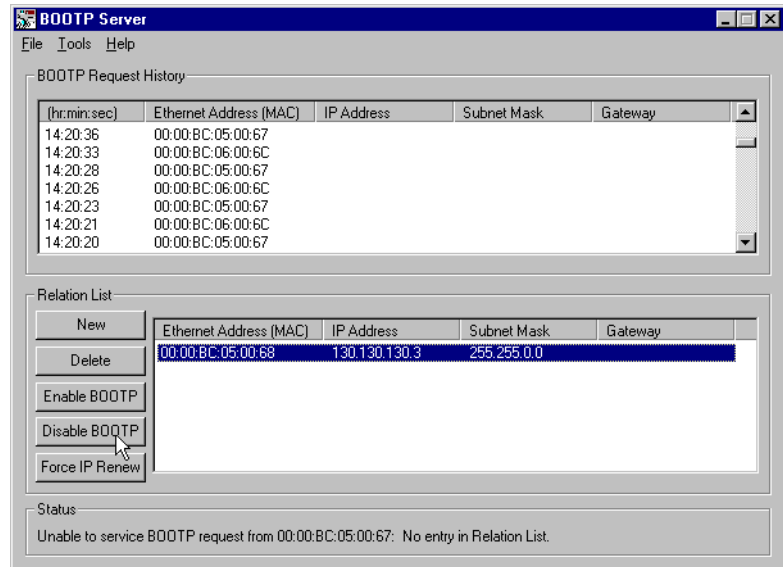 BOOTP Server
File Tools Help
BOOTP Request History
(hr:min:sec) Ethernet Address (MAC) IP Address Subnet Mask Gateway
14:20:36 00:00:BC:05:00:67
14:20:33 00:00:BC:06:00:6C
14:20:28 00:00:BC:05:00:67
14:20:26 00:00:BC:06:00:6C
14:20:23 00:00:BC:05:00:67
14:20:21 00:00:BC:06:00:6C
14:20:20 00:00:BC:05:00:67
Relation List
New
Delete
Enable BOOTP
Disable BOOTP
Force IP Renew
Ethernet Address (MAC) IP Address Subnet Mask Gateway
00:00:BC:05:00:68 130.130.130.3 255.255.0.0
Status
Unable to service BOOTP request from 00:00:BC:05:00:67: No entry in Relation List.